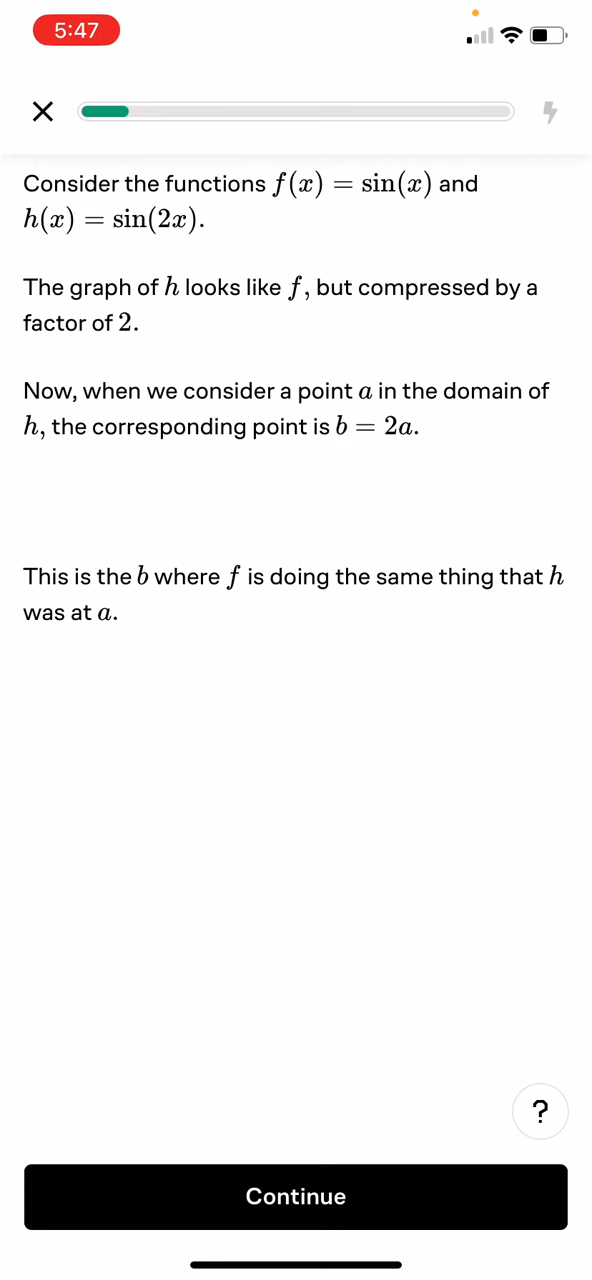 5:47
Consider the functions f(x) = sin(x) and
h(x) = sin(2x).
The graph of h looks like f, but compressed by a
factor of 2.
Now, when we consider a point a in the domain of
h, the corresponding point is b = 2a.
This is the b where f is doing the same thing that h
was at a.
?
Continue